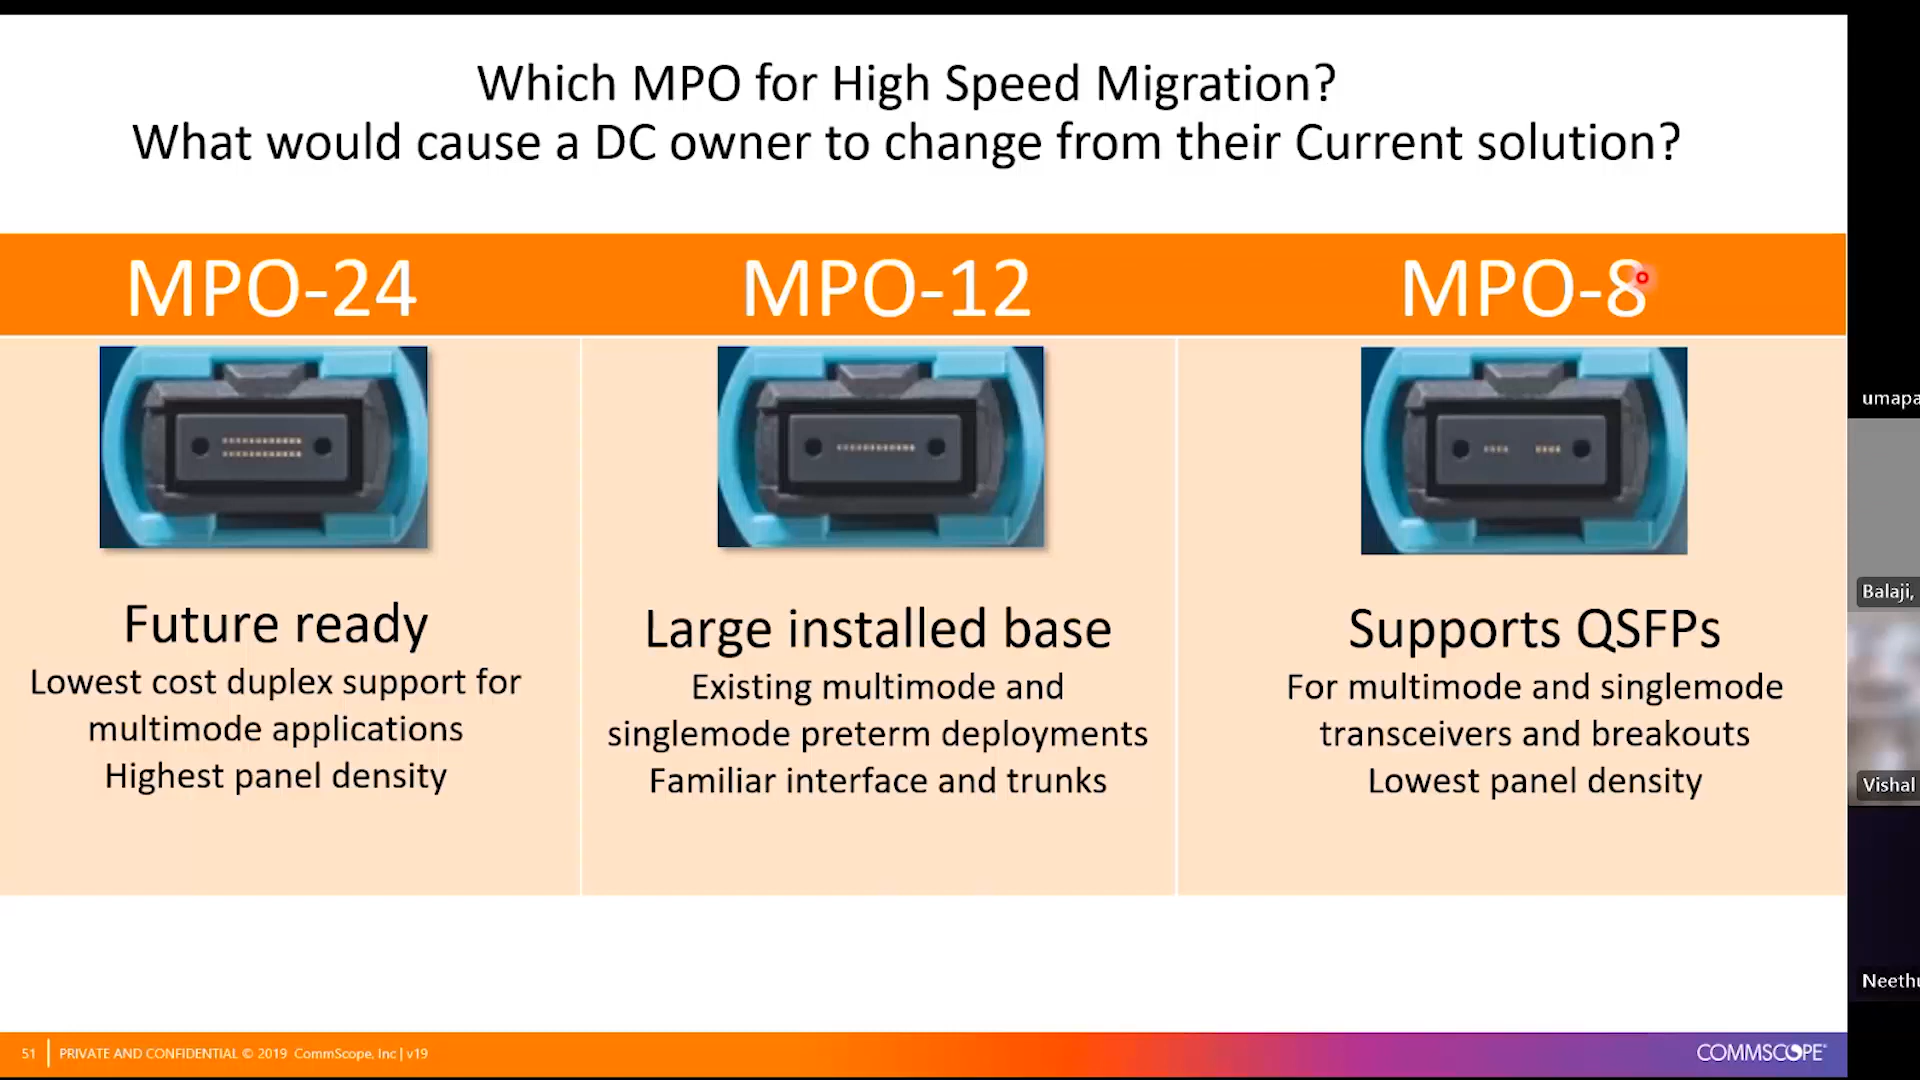 Which MPO for High Speed Migration?
What would cause a DC owner to change from their Current solution?
MPO-24
MPO-12
MPO-8
Future ready
Lowest cost duplex support for
multimode applications
Highest panel density
Large installed base
Existing multimode and
singlemode preterm deployments
Familiar interface and trunks
Supports QSFPs
For multimode and singlemode
transceivers and breakouts
Lowest panel density
umapa
Balaji,
Vishal
Neethu
51 | PRIVATE AND CONFIDENTIAL © 2019 CommScope, Inc | v19
COMMSCOPE®